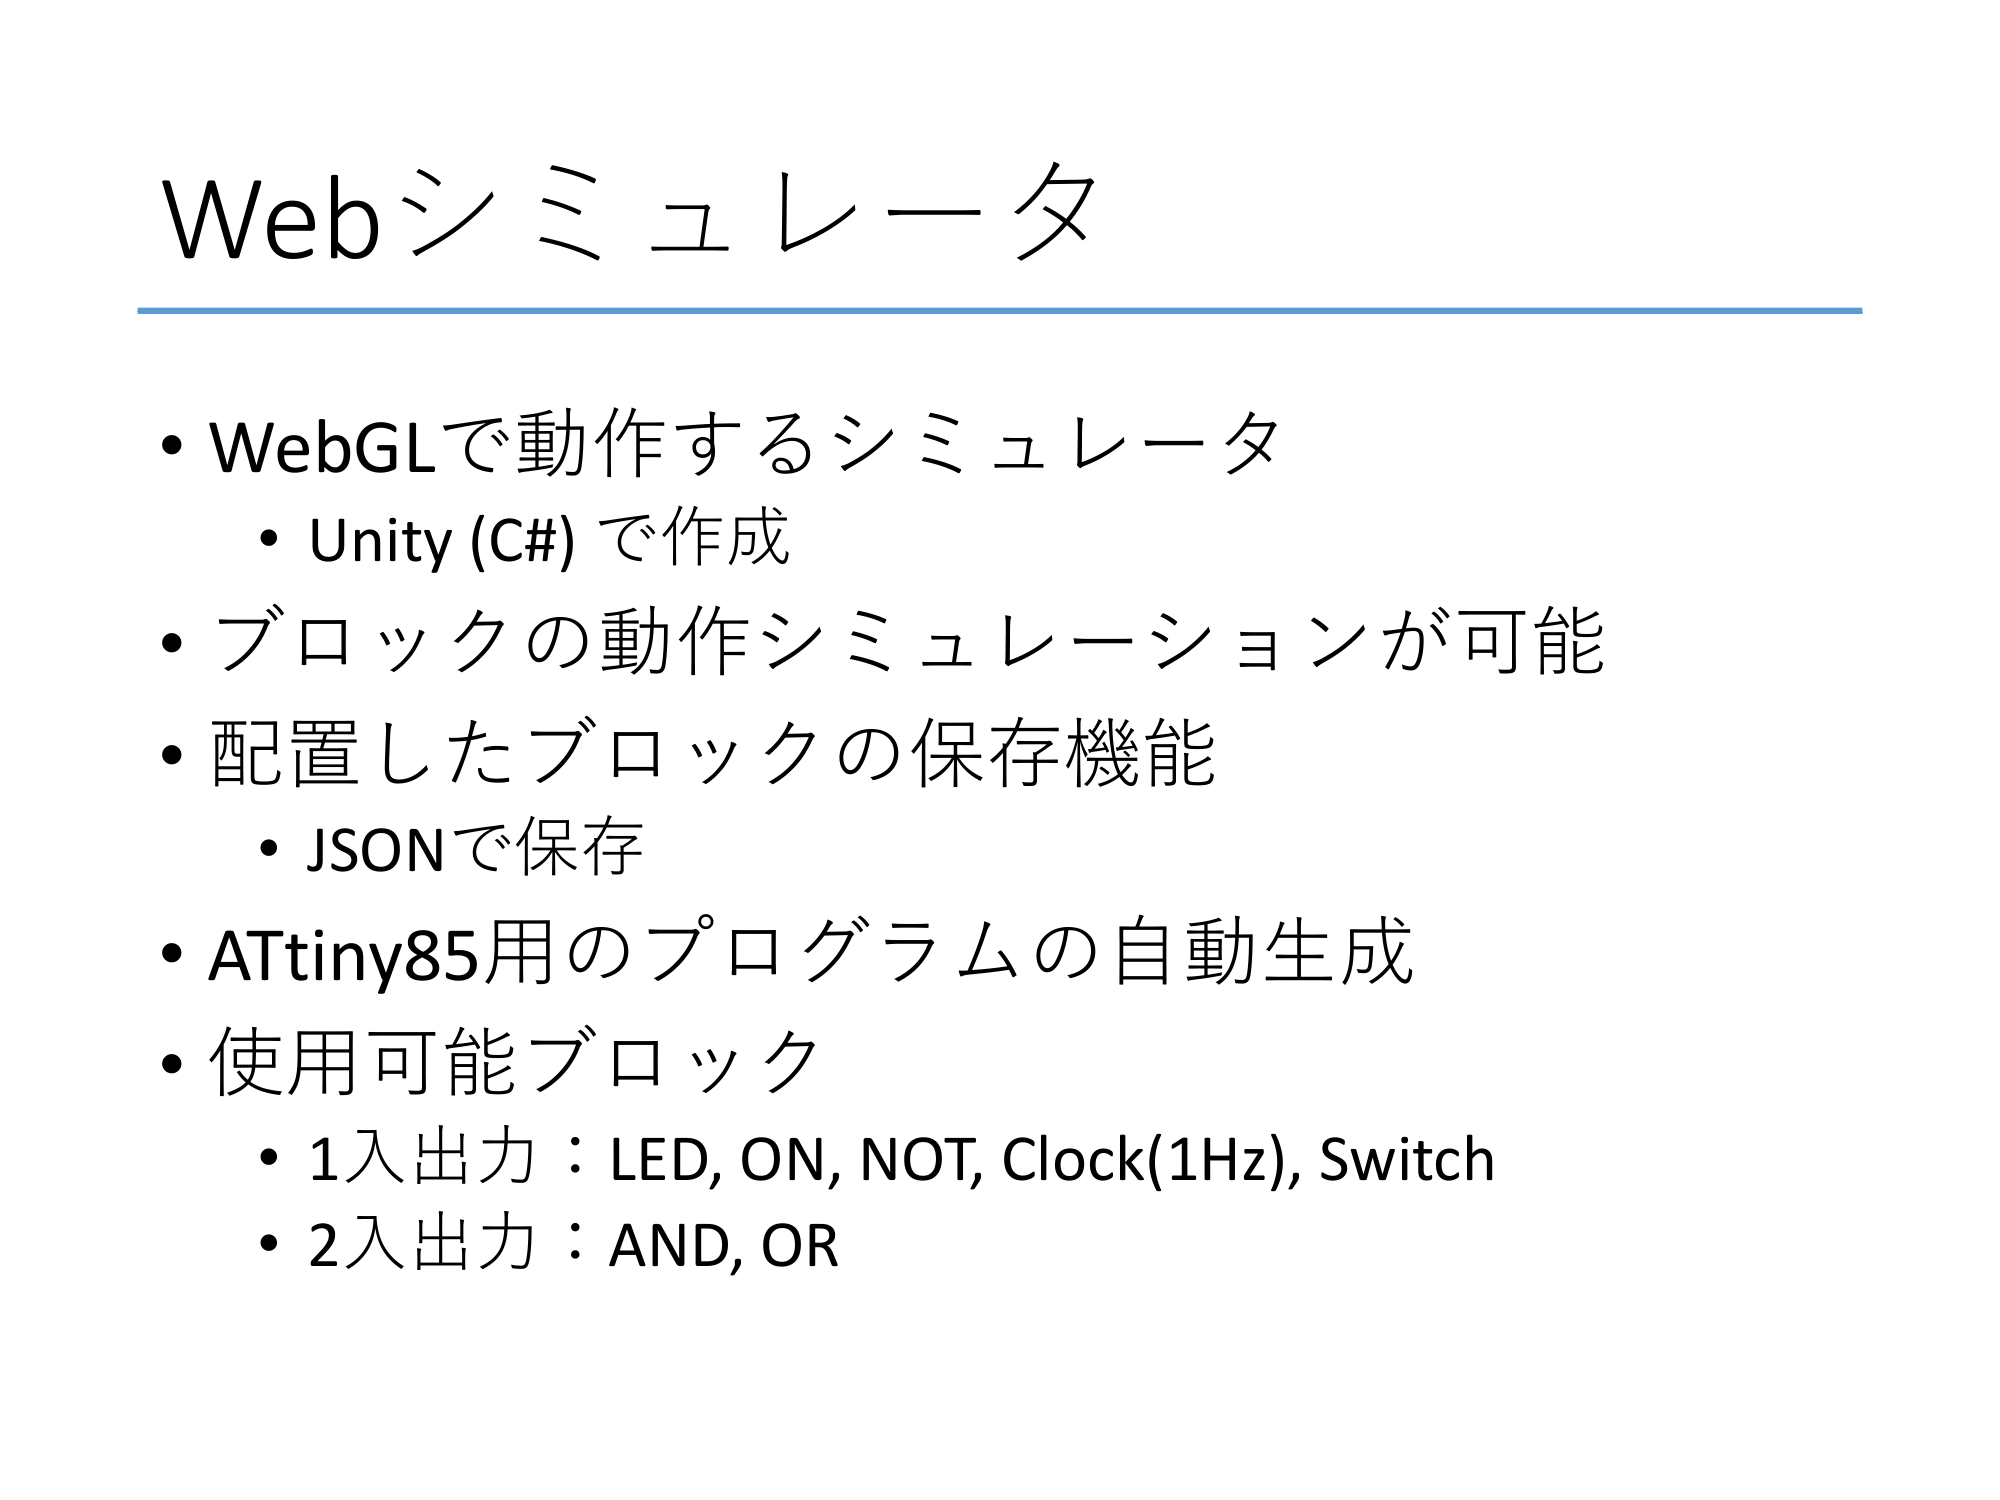 Webシミュレータ
• WebGLで動作するシミュレータ
• Unity (C#) で作成
• ブロックの動作シミュレーションが可能
• 配置したブロックの保存機能
• JSONで保存
• ATtiny85用のプログラムの自動生成
• 使用可能ブロック
• 1入出力：LED, ON, NOT, Clock(1Hz), Switch
• 2入出力：AND, OR